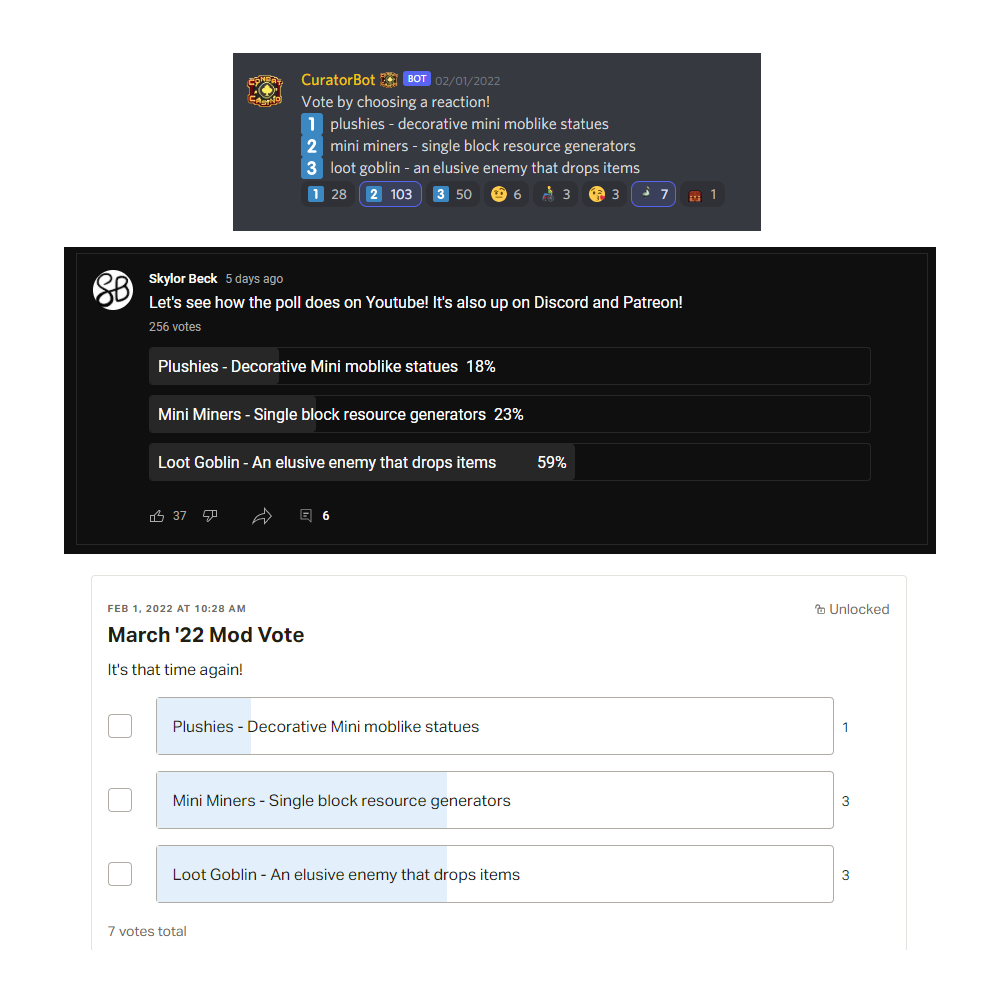 COMBAT
CASINO
CuratorBot BOT 02/01/2022
Vote by choosing a reaction!
1 plushies - decorative mini moblike statues
2 mini miners - single block resource generators
3 loot goblin - an elusive enemy that drops items
1 28 2 103 3 50 6 3 3 7 1
SB
Skylor Beck 5 days ago
Let's see how the poll does on Youtube! It's also up on Discord and Patreon!
256 votes
Plushies - Decorative Mini moblike statues 18%
Mini Miners - Single block resource generators 23%
Loot Goblin - An elusive enemy that drops items 59%
37 6
FEB 1, 2022 AT 10:28 AM
Unlocked
March '22 Mod Vote
It's that time again!
Plushies - Decorative Mini moblike statues 1
Mini Miners - Single block resource generators 3
Loot Goblin - An elusive enemy that drops items 3
7 votes total